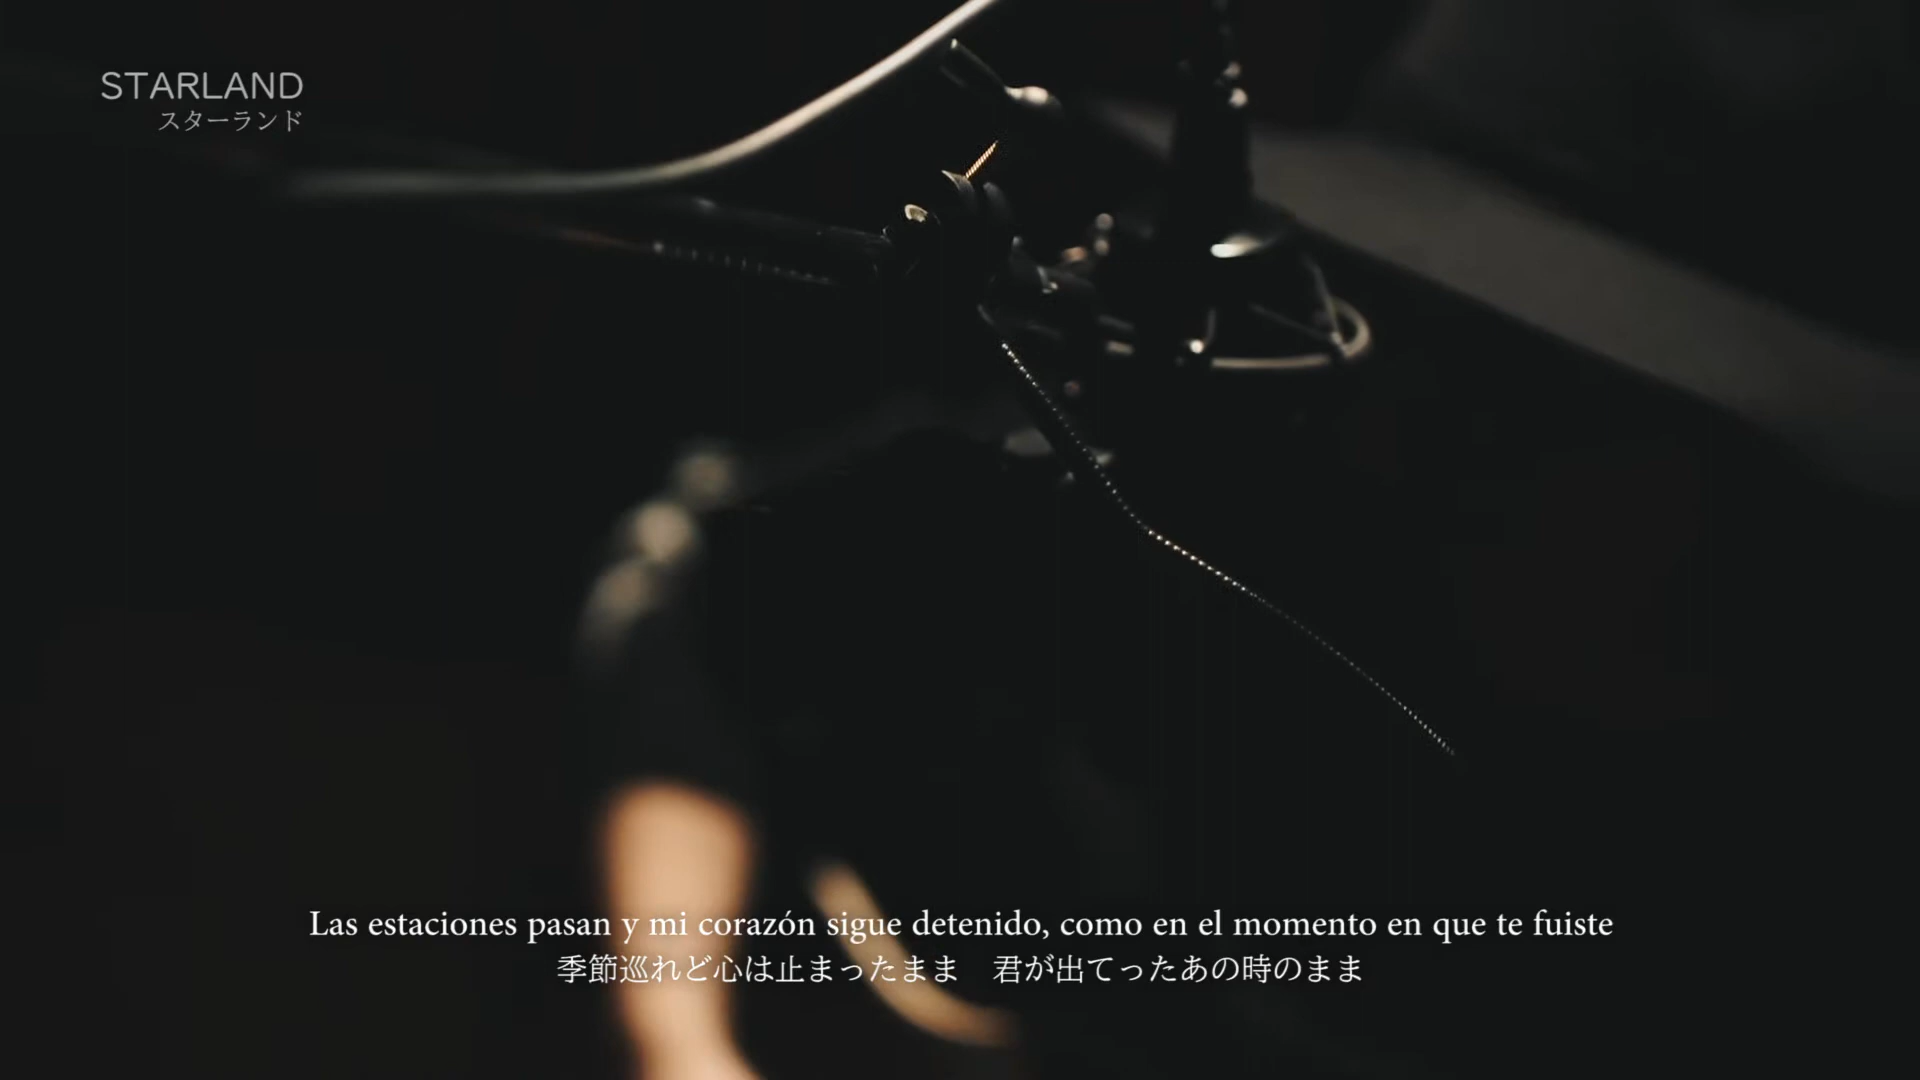 STARLAND
スターランド
Las estaciones pasan y mi corazón sigue detenido, como en el momento en que te fuiste
季節巡れど心は止まったまま　君が出てったあの時のまま